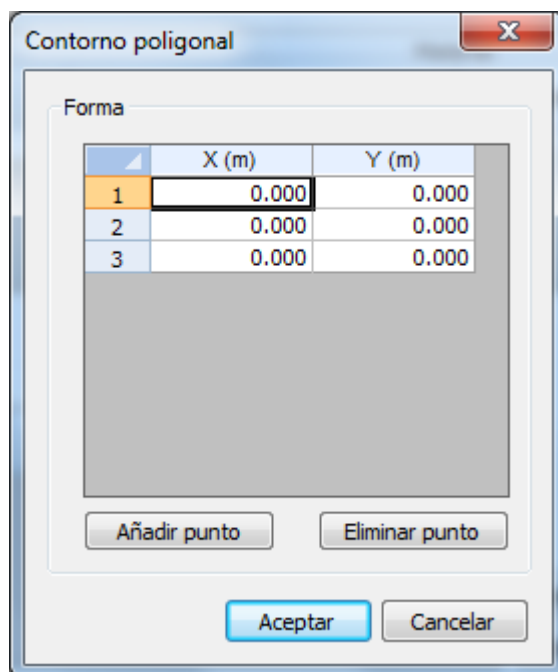 Contorno poligonal
Forma
X (m) Y (m)
1 0.000 0.000
2 0.000 0.000
3 0.000 0.000
Añadir punto Eliminar punto
Aceptar Cancelar